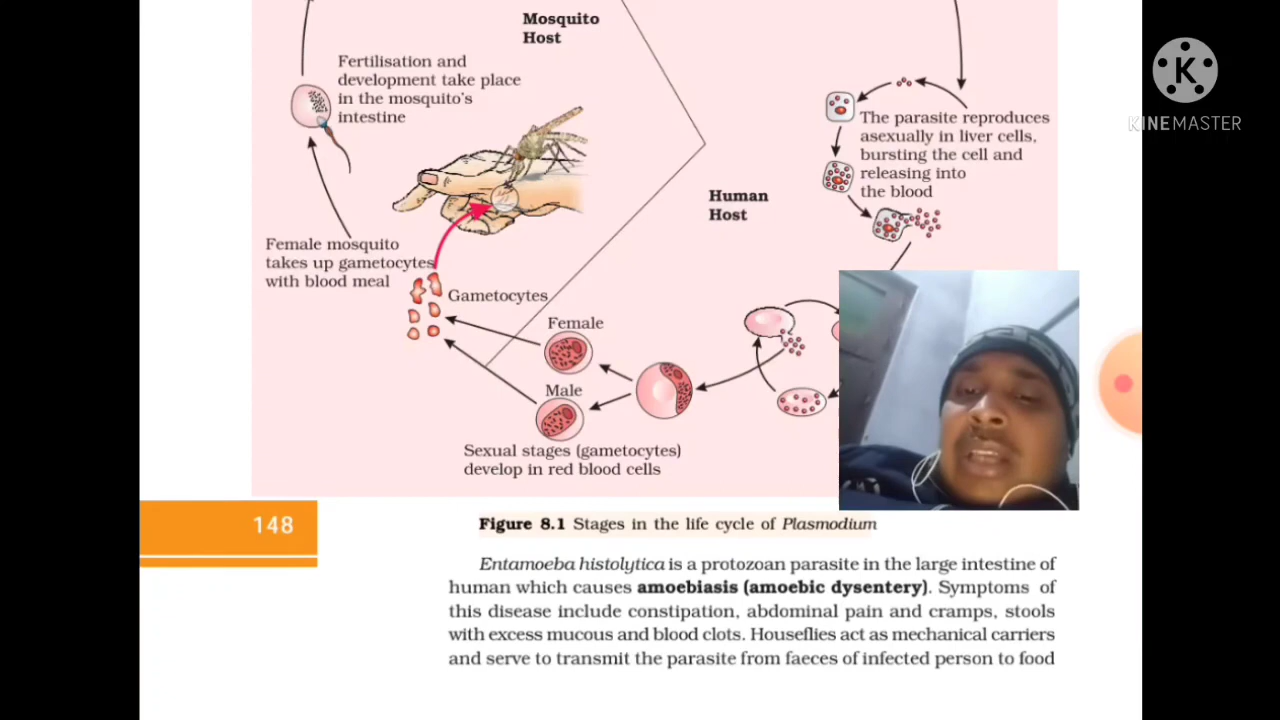 Mosquito
Host
KINEMASTER
Fertilisation and
development take place
in the mosquito's
intestine
The parasite reproduces
asexually in liver cells,
bursting the cell and
releasing into
the blood
Human
Host
Female mosquito
takes up gametocytes
with blood meal
Gametocytes
Female
Male
Sexual stages (gametocytes)
develop in red blood cells
148
Figure 8.1 Stages in the life cycle of Plasmodium
Entamoeba histolytica is a protozoan parasite in the large intestine of
human which causes amoebiasis (amoebic dysentery). Symptoms of
this disease include constipation, abdominal pain and cramps, stools
with excess mucous and blood clots. Houseflies act as mechanical carriers
and serve to transmit the parasite from faeces of infected person to food